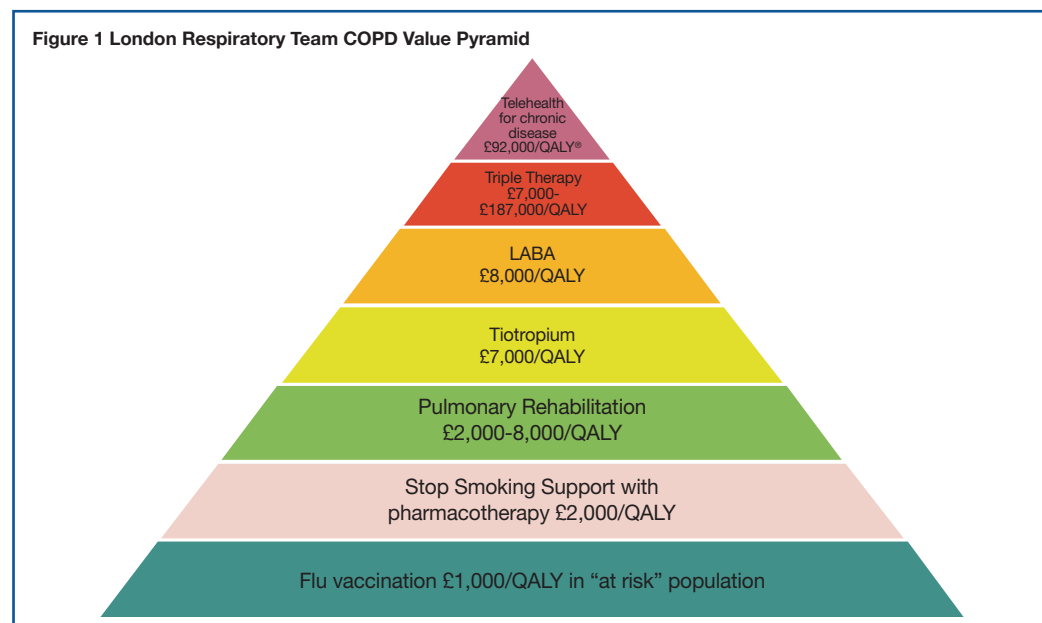 Figure 1 London Respiratory Team COPD Value Pyramid
Telehealth
for chronic
disease
£92,000/QALY®
Triple Therapy
£7,000-
£187,000/QALY
LABA
£8,000/QALY
Tiotropium
£7,000/QALY
Pulmonary Rehabilitation
£2,000-8,000/QALY
Stop Smoking Support with
pharmacotherapy £2,000/QALY
Flu vaccination £1,000/QALY in “at risk” population